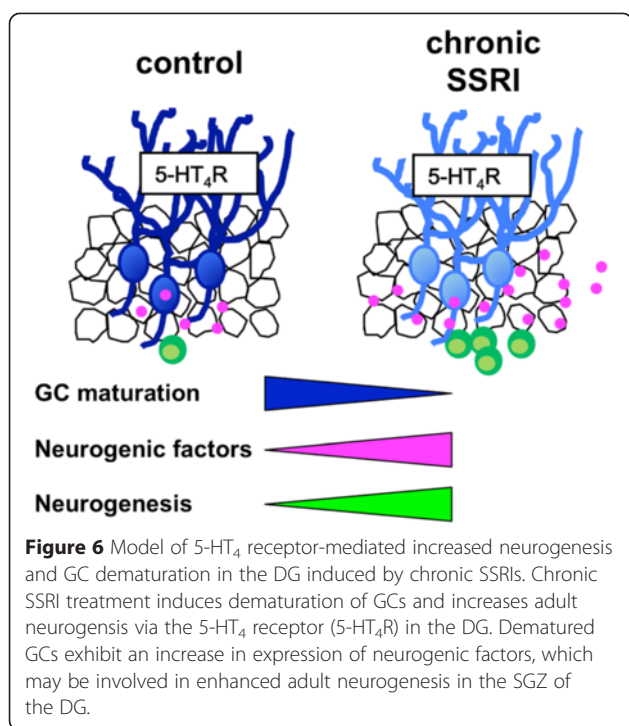 control
chronic
SSRI
5-HT₄R
5-HT₄R
GC maturation
Neurogenic factors
Neurogenesis
Figure 6 Model of 5-HT₄ receptor-mediated increased neurogenesis
and GC dematuration in the DG induced by chronic SSRIs. Chronic
SSRI treatment induces dematuration of GCs and increases adult
neurogensis via the 5-HT₄ receptor (5-HT₄R) in the DG. Dematured
GCs exhibit an increase in expression of neurogenic factors, which
may be involved in enhanced adult neurogenesis in the SGZ of
the DG.